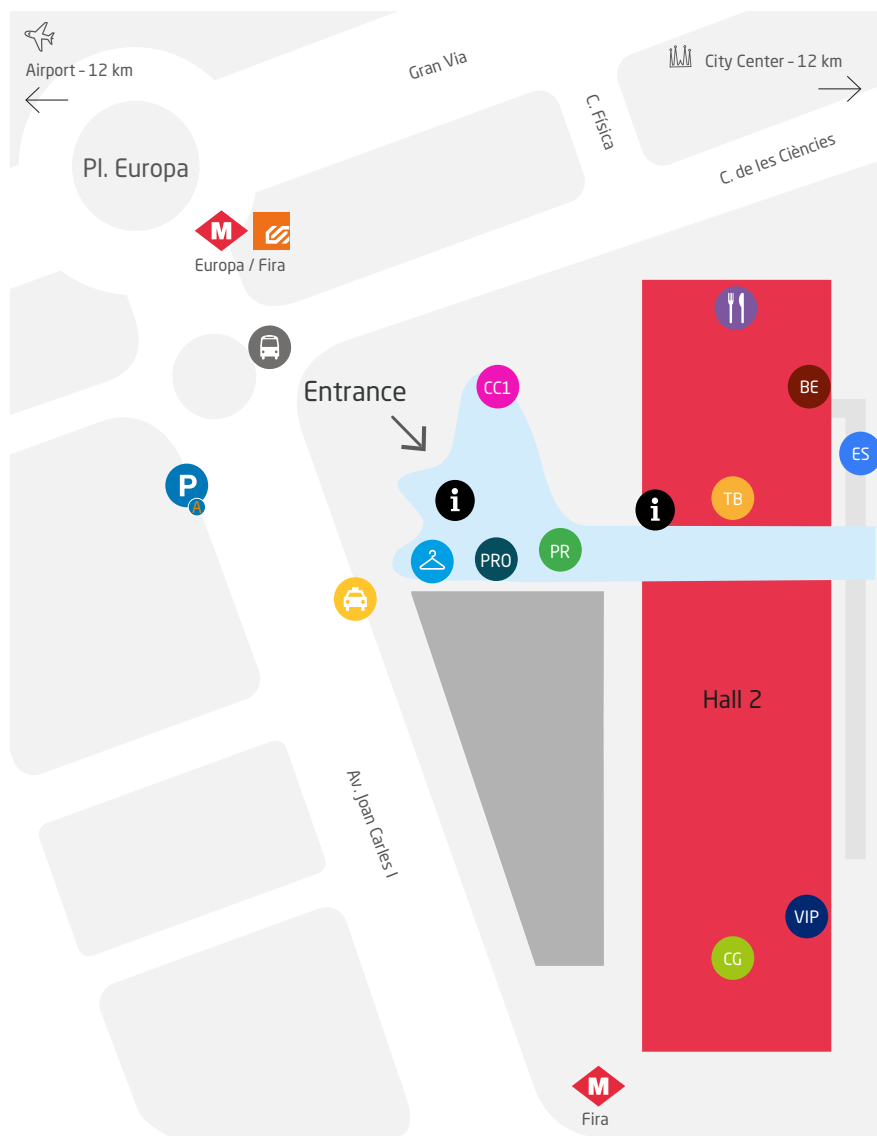 Airport – 12 km
City Center – 12 km
Gran Via
C. Física
C. de les Ciències
Pl. Europa
M
Europa / Fira
Entrance
CC1
BE
ES
P
A
i
i
TB
PRO
PR
Hall 2
Av. Joan Carles I
VIP
CG
M
Fira